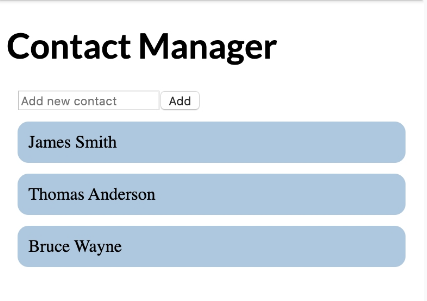 Contact Manager
Add new contact Add
James Smith
Thomas Anderson
Bruce Wayne